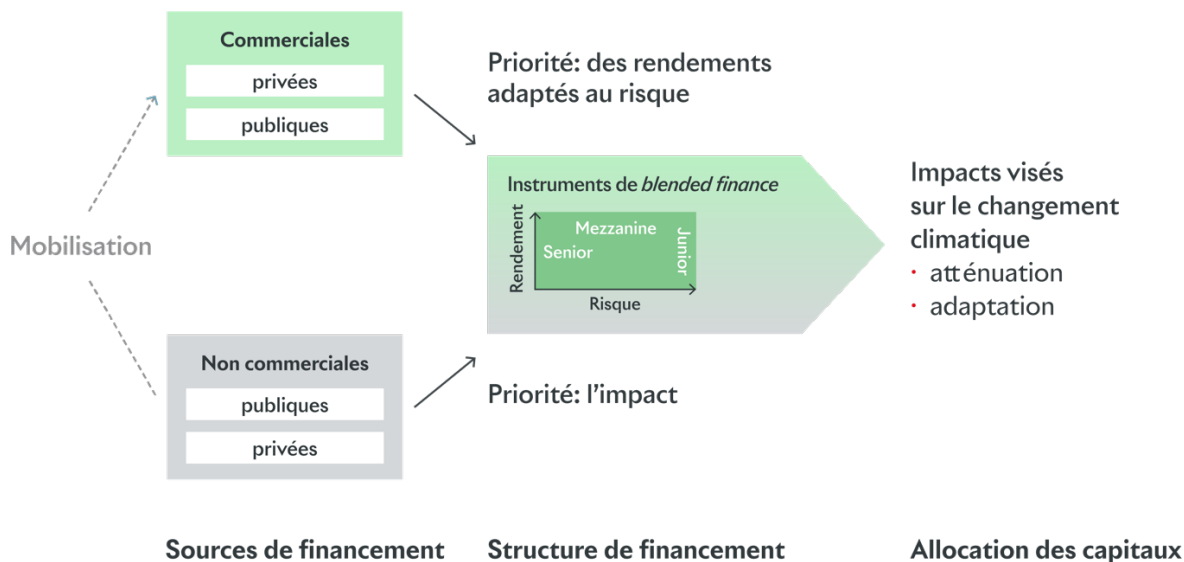 Commerciales
privées
publiques
Priorité: des rendements
adaptés au risque
Mobilisation
Instruments de blended finance
Rendement
Mezzanine
Senior
Junior
Risque
Impacts visés
sur le changement
climatique
• atténuation
• adaptation
Non commerciales
publiques
privées
Priorité: l’impact
Sources de financement
Structure de financement
Allocation des capitaux